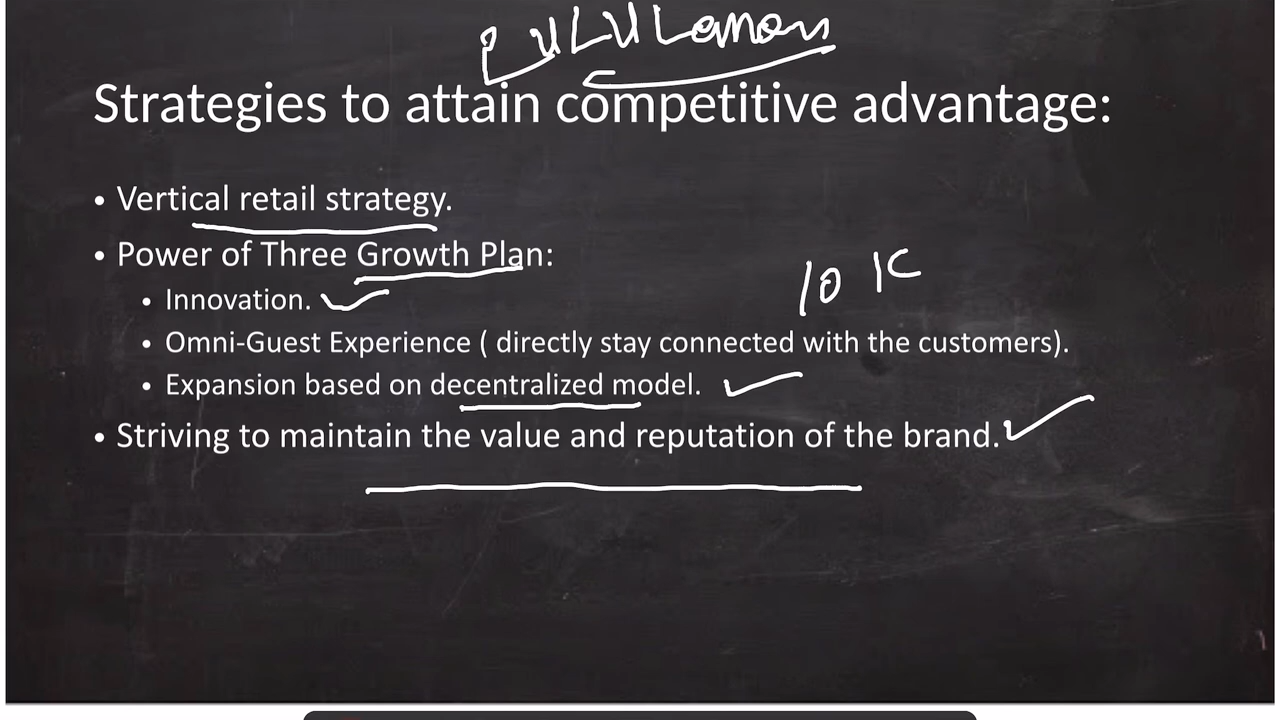 LULULemon
Strategies to attain competitive advantage:
• Vertical retail strategy.
• Power of Three Growth Plan:
• Innovation.
10 K
• Omni-Guest Experience ( directly stay connected with the customers).
• Expansion based on decentralized model.
• Striving to maintain the value and reputation of the brand.